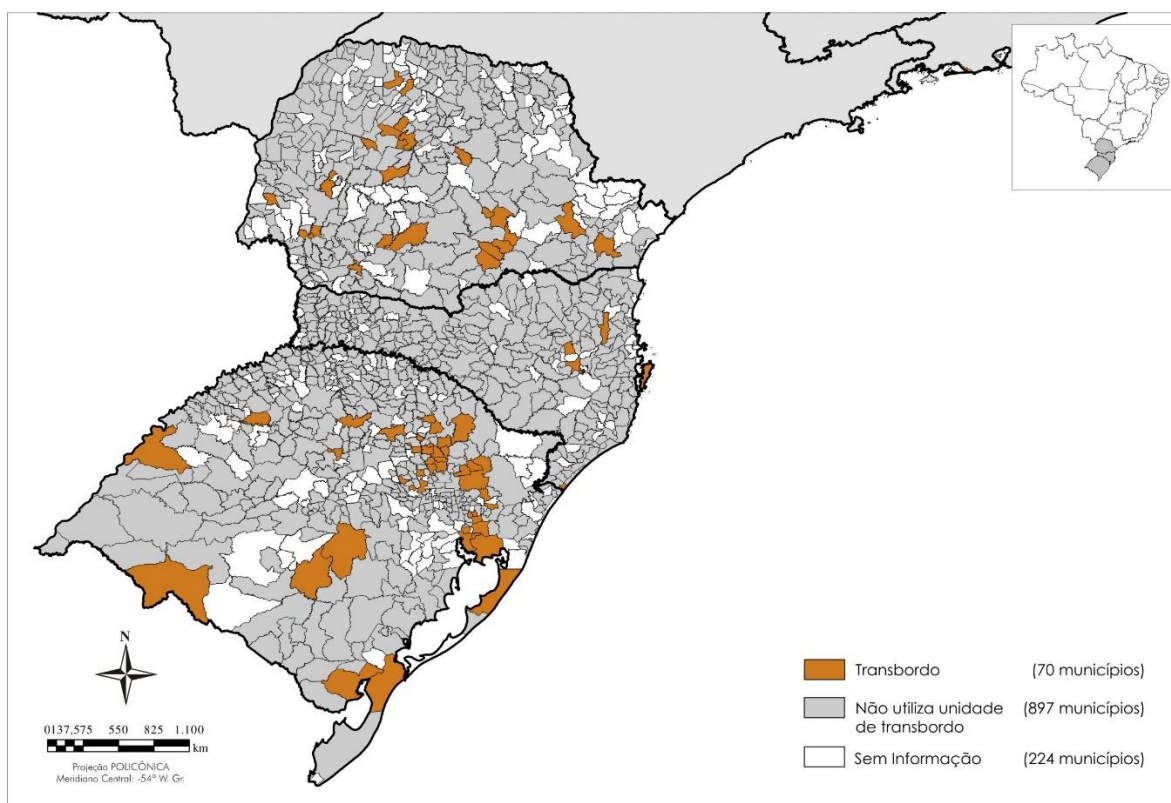 N
0137,575 550 825 1.100
km
Projeção POLICÔNICA
Meridiano Central: -54° W. Gr.
Transbordo (70 municípios)
Não utiliza unidade (897 municípios)
de transbordo
Sem Informação (224 municípios)